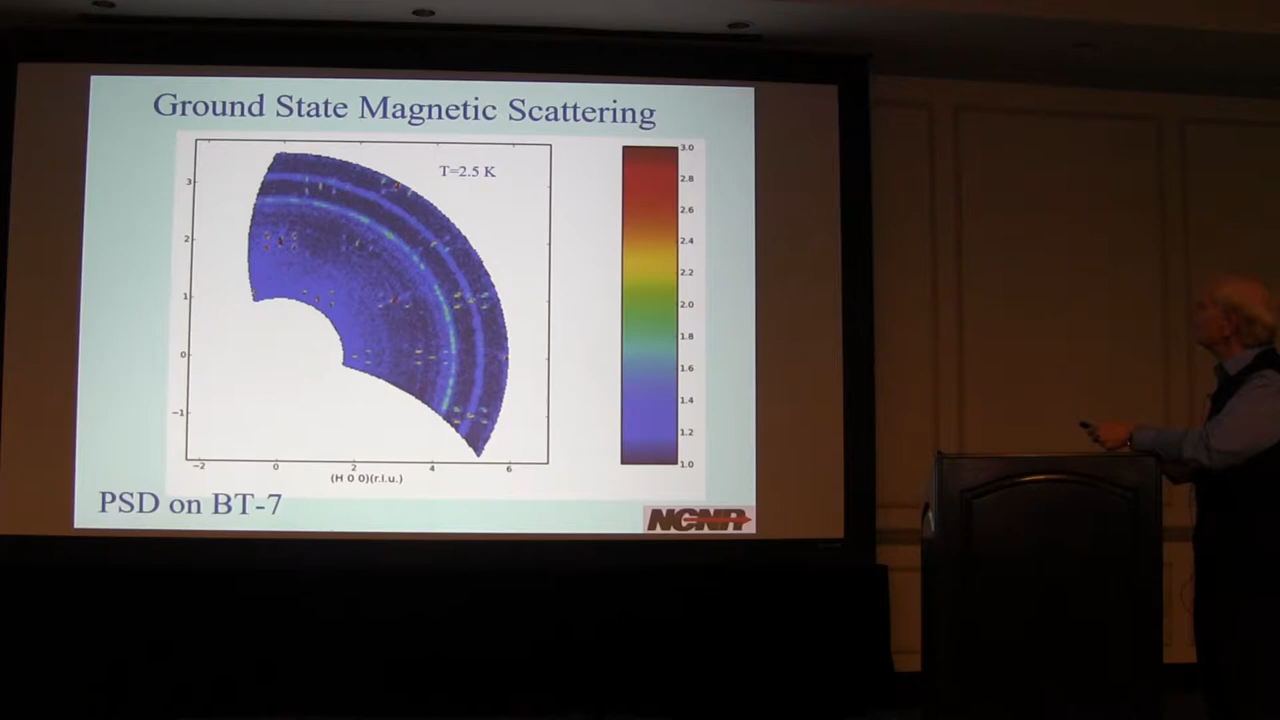 Ground State Magnetic Scattering
T=2.5 K
3
2
1
0
−1
−2 0 2 4 6
(H 0 0)(r.l.u.)
3.0
2.8
2.6
2.4
2.2
2.0
1.8
1.6
1.4
1.2
1.0
PSD on BT-7
NCNR